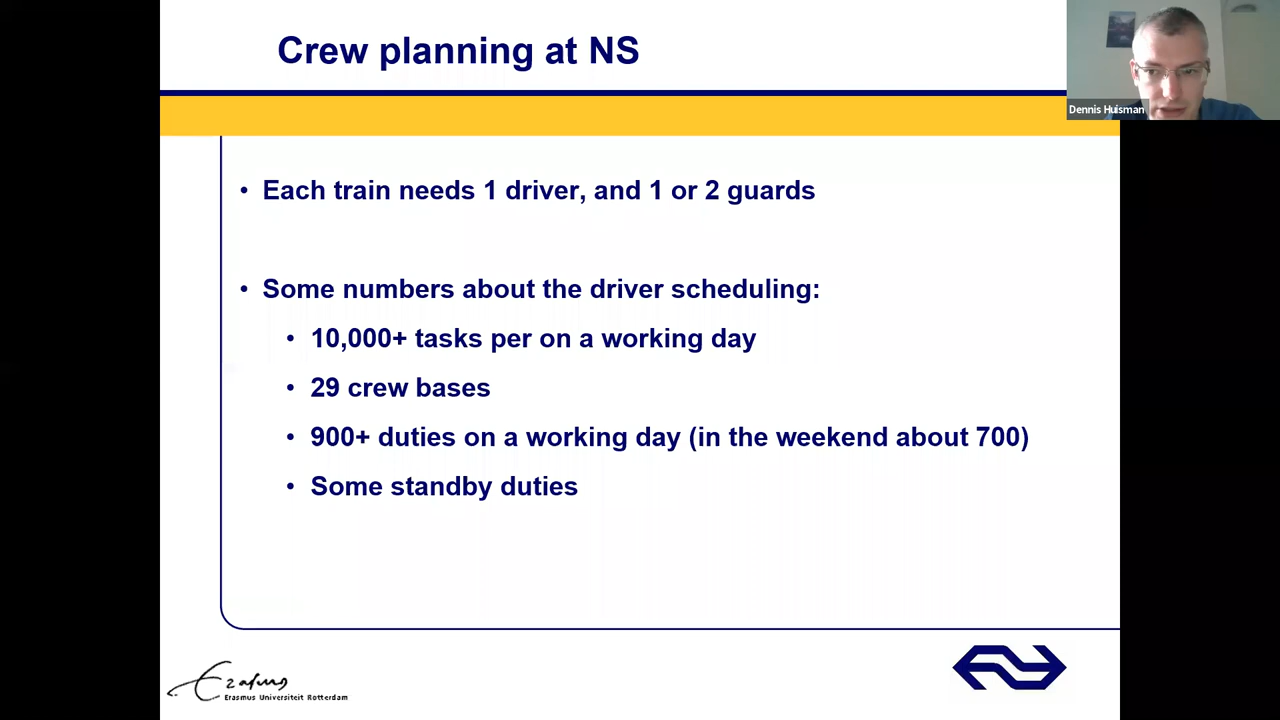 Crew planning at NS
Dennis Huisman
• Each train needs 1 driver, and 1 or 2 guards
• Some numbers about the driver scheduling:
• 10,000+ tasks per on a working day
• 29 crew bases
• 900+ duties on a working day (in the weekend about 700)
• Some standby duties
Erasmus
Erasmus Universiteit Rotterdam